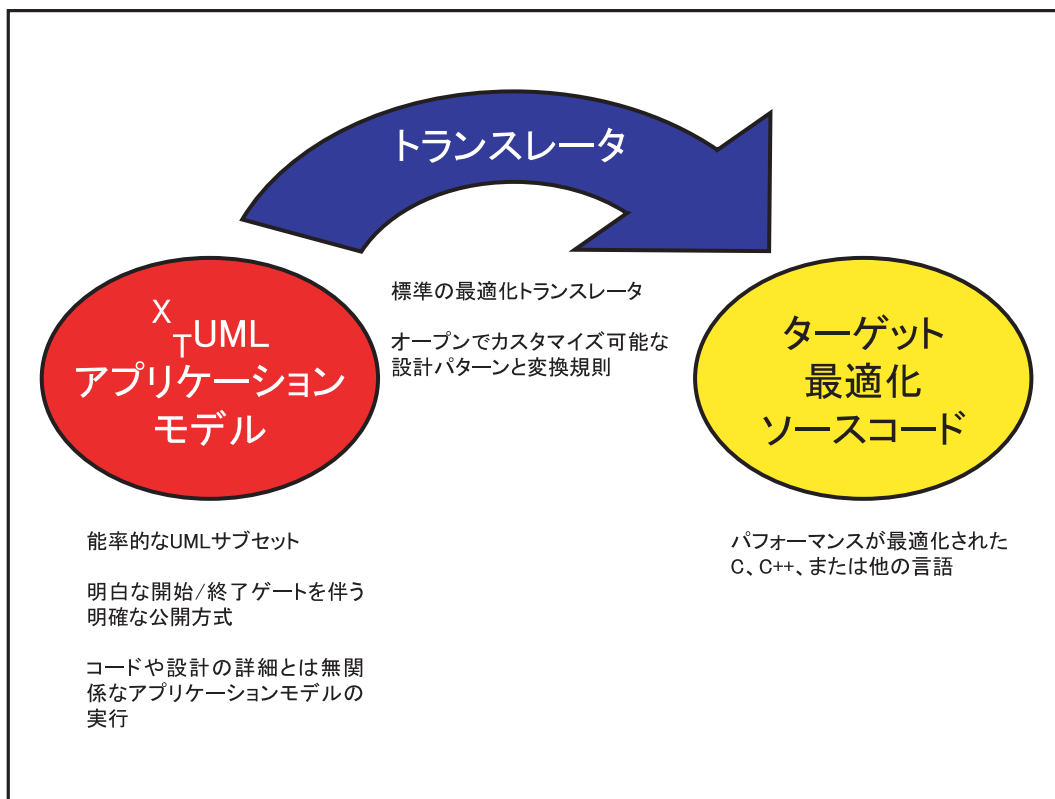 トランスレータ
X
TUML
アプリケーション
モデル
標準の最適化トランスレータ
オープンでカスタマイズ可能な
設計パターンと変換規則
ターゲット
最適化
ソースコード
能率的なUMLサブセット
明白な開始/終了ゲートを伴う
明確な公開方式
コードや設計の詳細とは無関
係なアプリケーションモデルの
実行
パフォーマンスが最適化された
C、C++、または他の言語